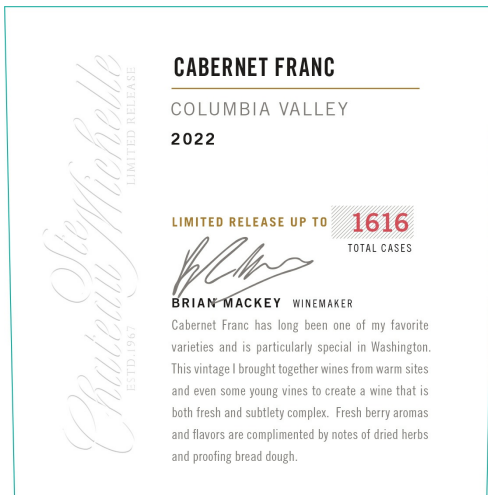 Chateau Ste Michelle
LIMITED RELEASE
ESTD.1967
CABERNET FRANC
COLUMBIA VALLEY
2022
LIMITED RELEASE UP TO 1616
TOTAL CASES
BRIAN MACKEY WINEMAKER
Cabernet Franc has long been one of my favorite
varieties and is particularly special in Washington.
This vintage I brought together wines from warm sites
and even some young vines to create a wine that is
both fresh and subtlety complex. Fresh berry aromas
and flavors are complimented by notes of dried herbs
and proofing bread dough.